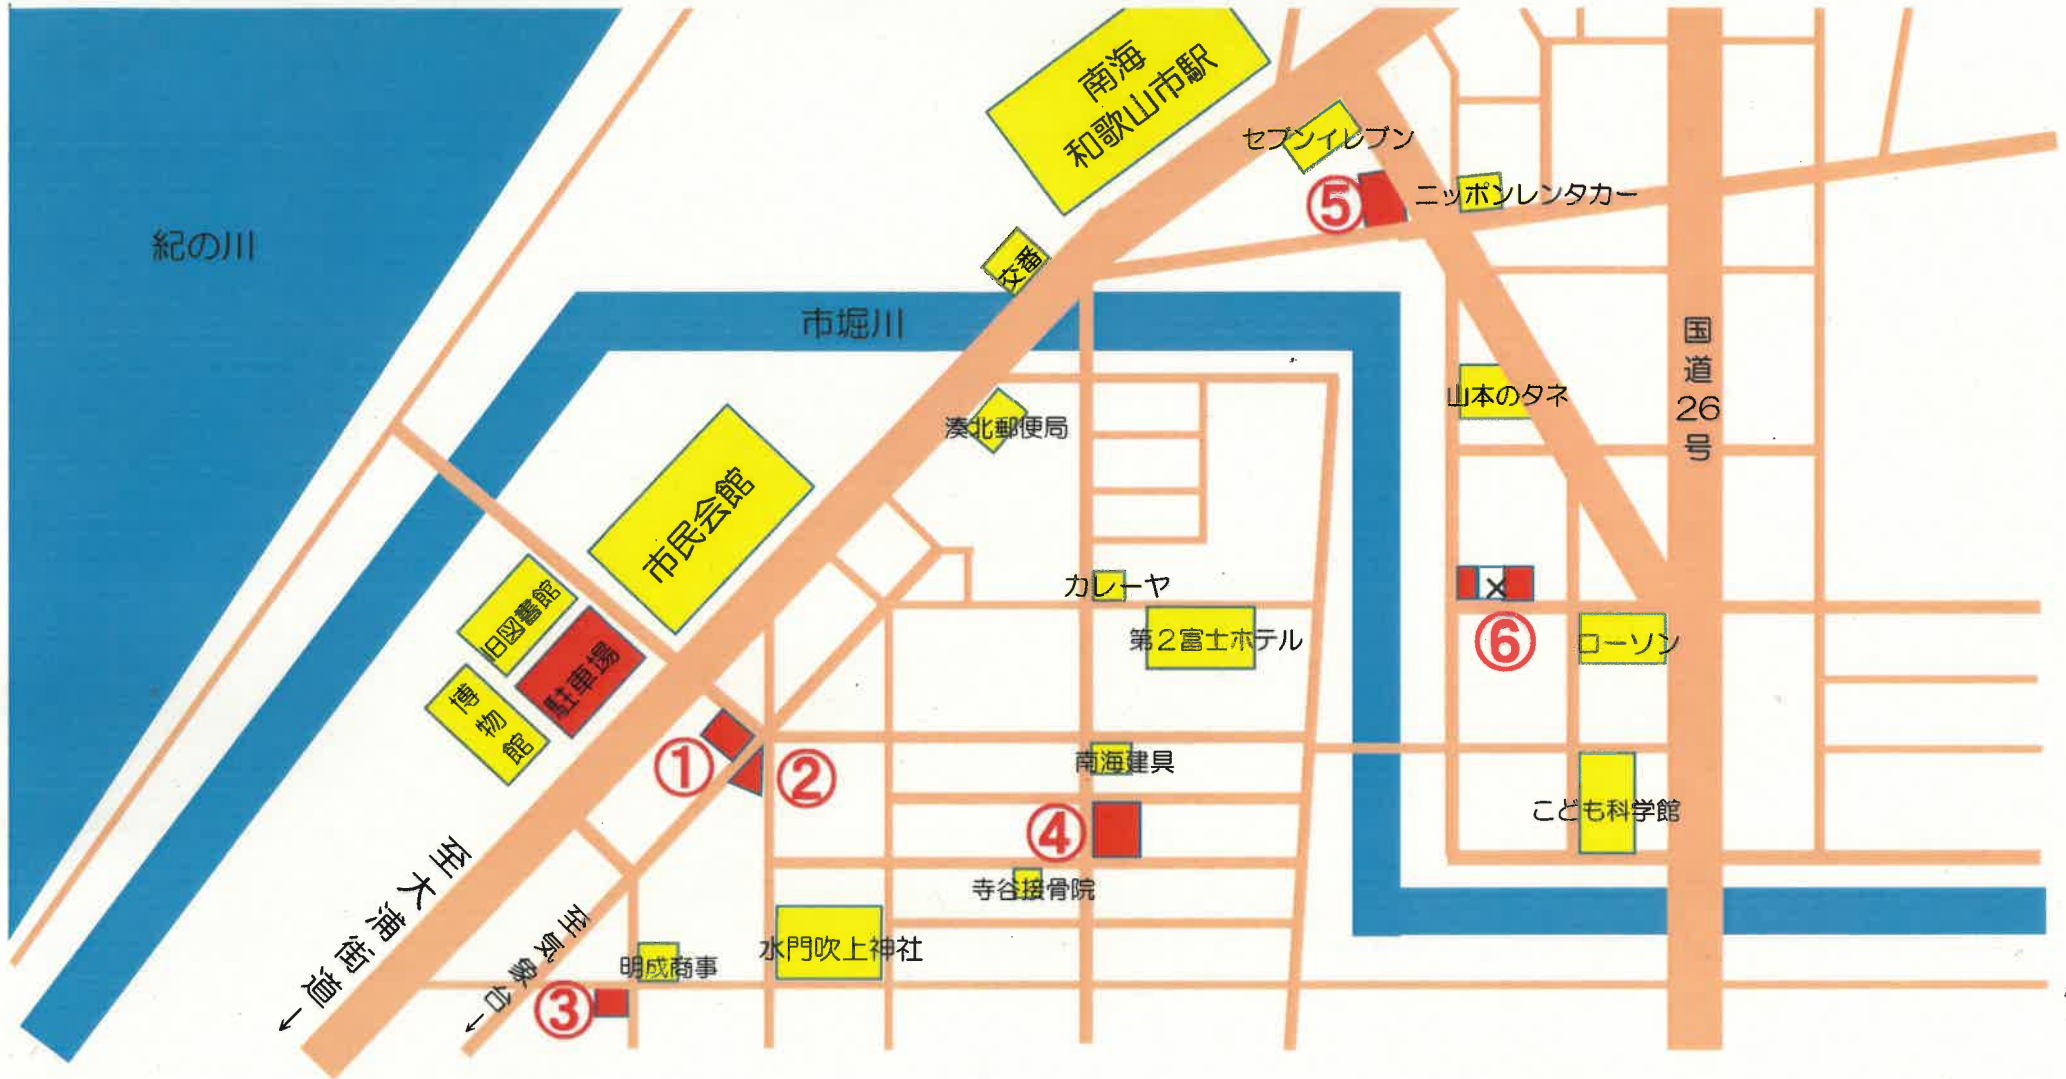 南海
和歌山市駅
セブンイレブン
⑤
ニッポンレンタカー
紀の川
交番
市堀川
国道26号
山本のタネ
湊北郵便局
市民会館
カレーヤ
旧図書館
駐車場
博物館
第2富士ホテル
×
⑥
ローソン
①
②
南海建具
④
こども科学館
寺谷接骨院
至大浦街道→
至気象台→
明成商事
水門吹上神社
③